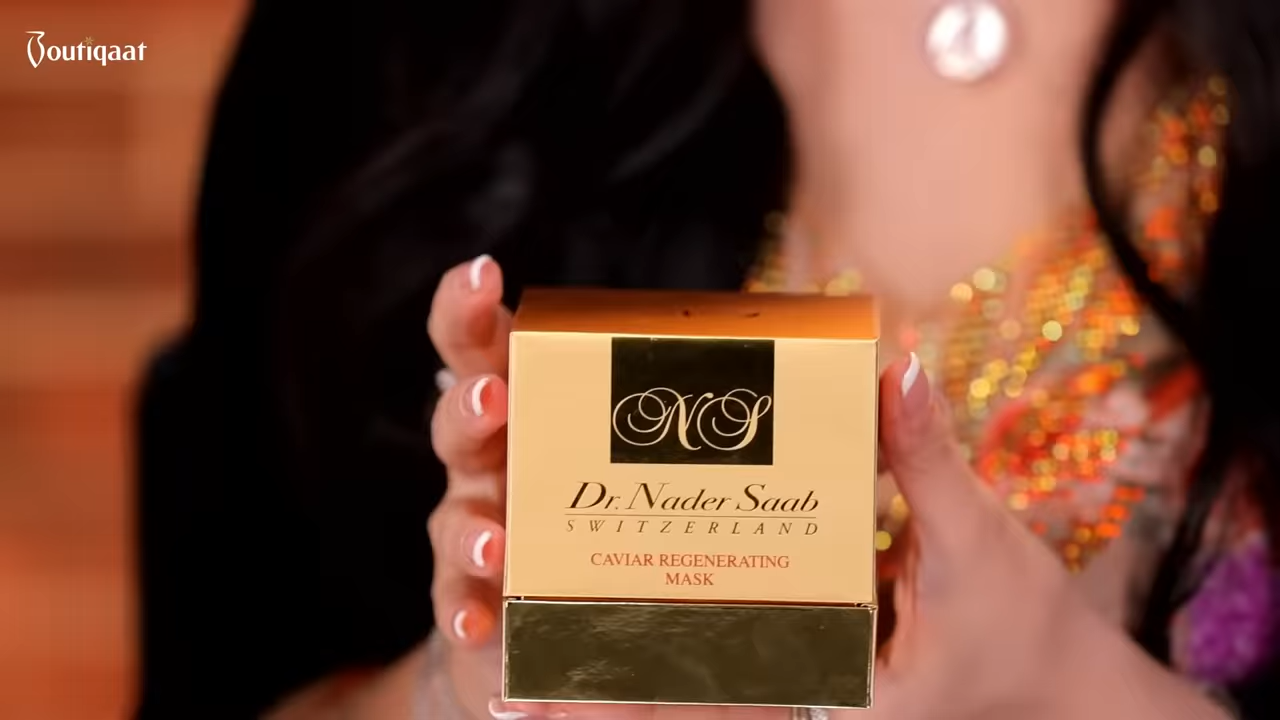 Boutiqaat
NS
Dr. Nader Saab
SWITZERLAND
CAVIAR REGENERATING
MASK